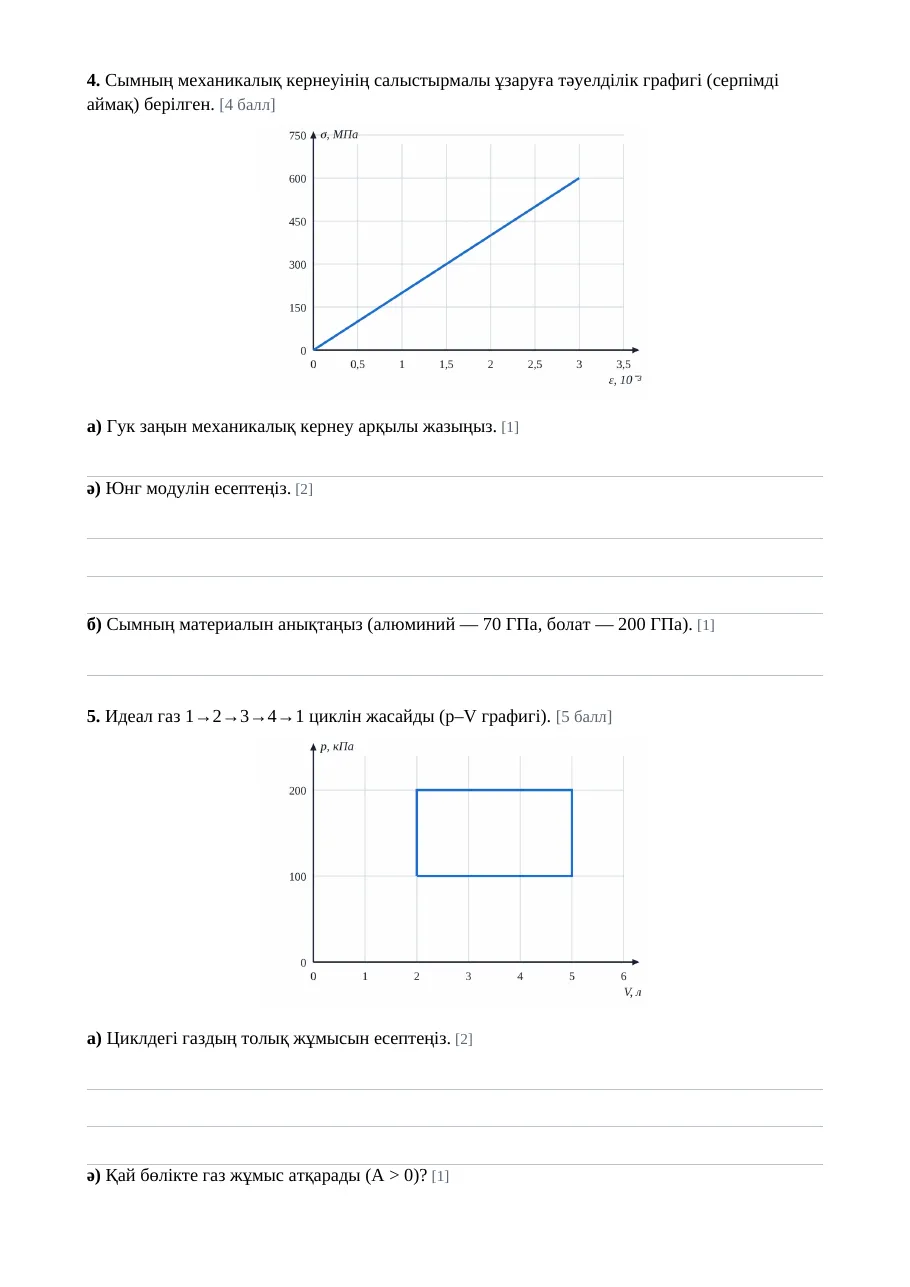 4. Сымның механикалық кернеуінің салыстырмалы ұзаруға тәуелділік графигі (серпімді
аймақ) берілген. [4 балл]
750 σ, МПа
600
450
300
150
0
0 0,5 1 1,5 2 2,5 3 3,5
ε, 10⁻³
а) Гук заңын механикалық кернеу арқылы жазыңыз. [1]
ә) Юнг модулін есептеңіз. [2]
б) Сымның материалын анықтаңыз (алюминий — 70 ГПа, болат — 200 ГПа). [1]
5. Идеал газ 1→2→3→4→1 циклін жасайды (p–V графигі). [5 балл]
p, кПа
200
100
0
0 1 2 3 4 5 6
V, л
а) Циклдегі газдың толық жұмысын есептеңіз. [2]
ә) Қай бөлікте газ жұмыс атқарады (A > 0)? [1]